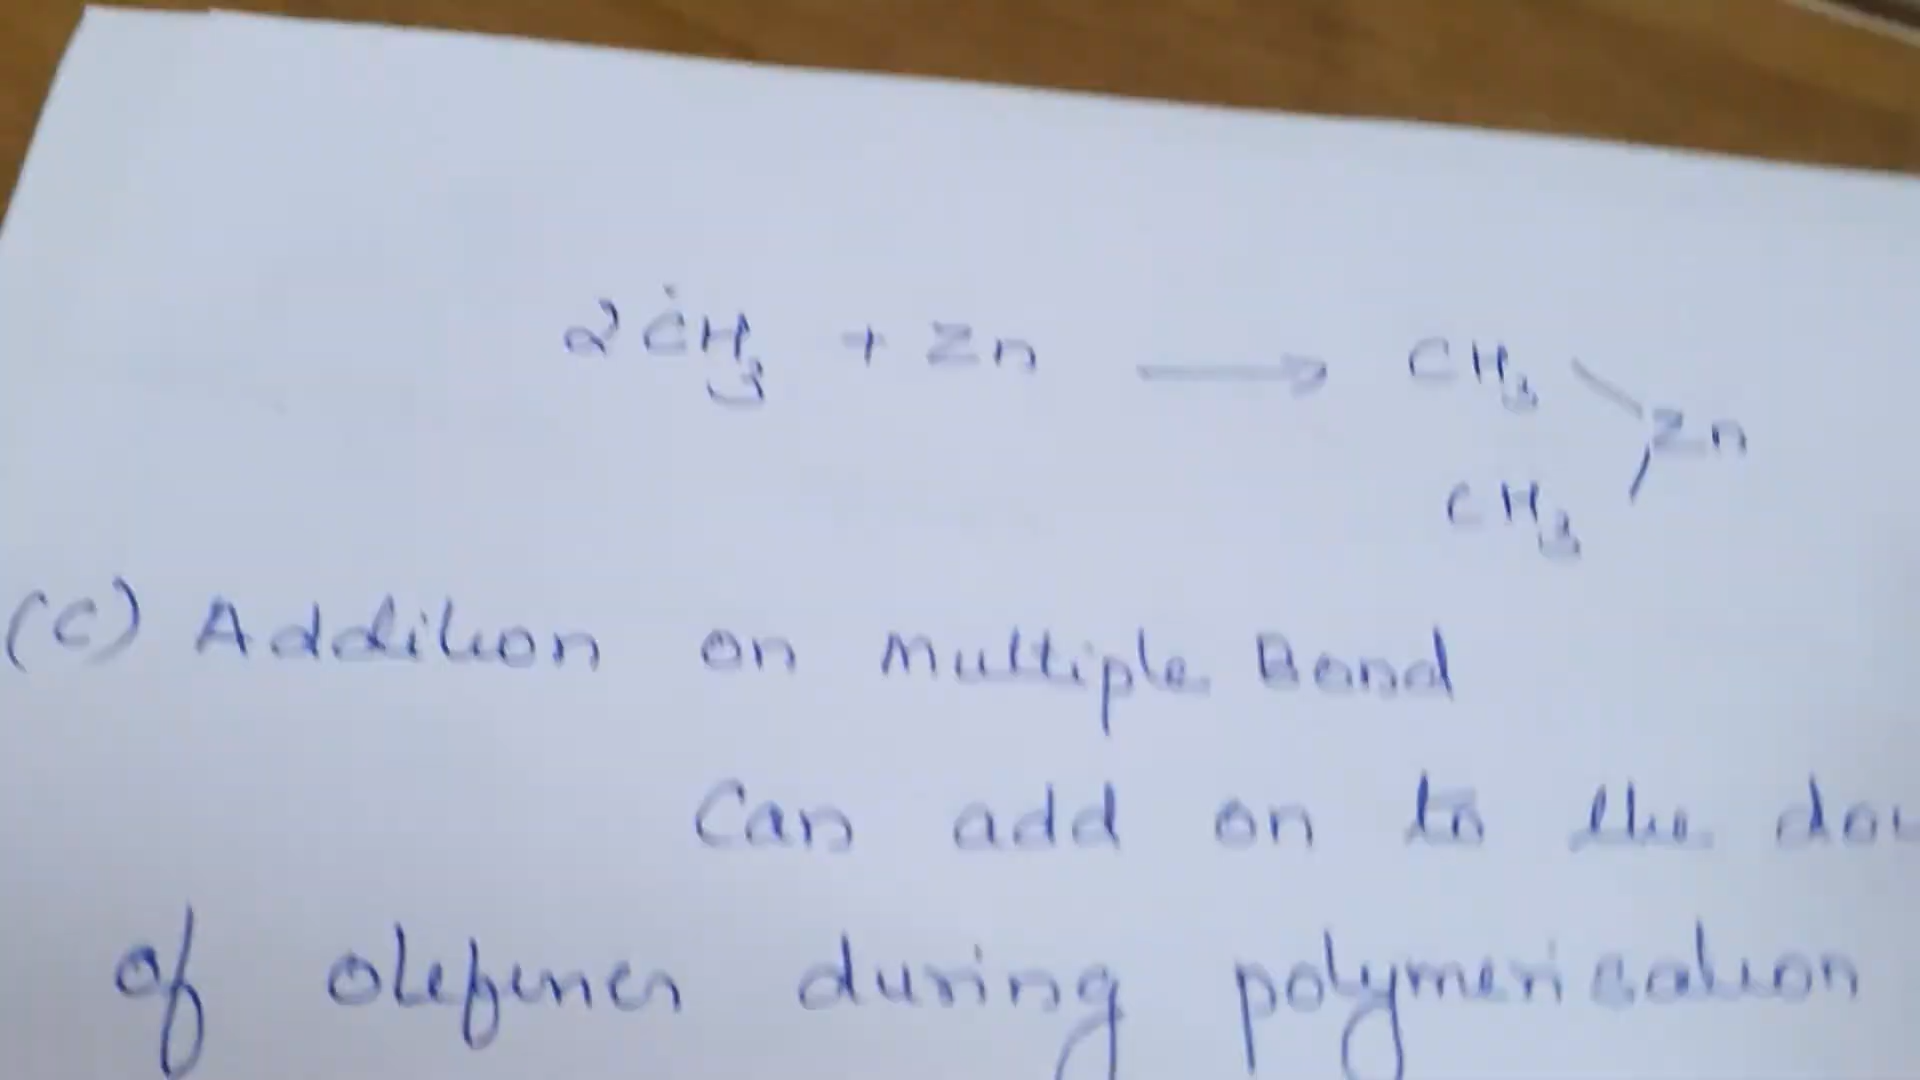 2ĊH₃ + Zn → CH₃
Zn
CH₃
(C) Addition on Multiple Bond
Can add on to the
of olefines during polymerisation